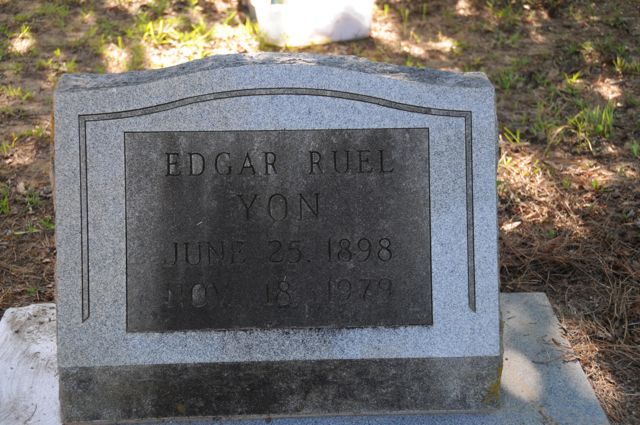 EDGAR RUEL
YON
JUNE 25, 1898
NOV. 18, 1979